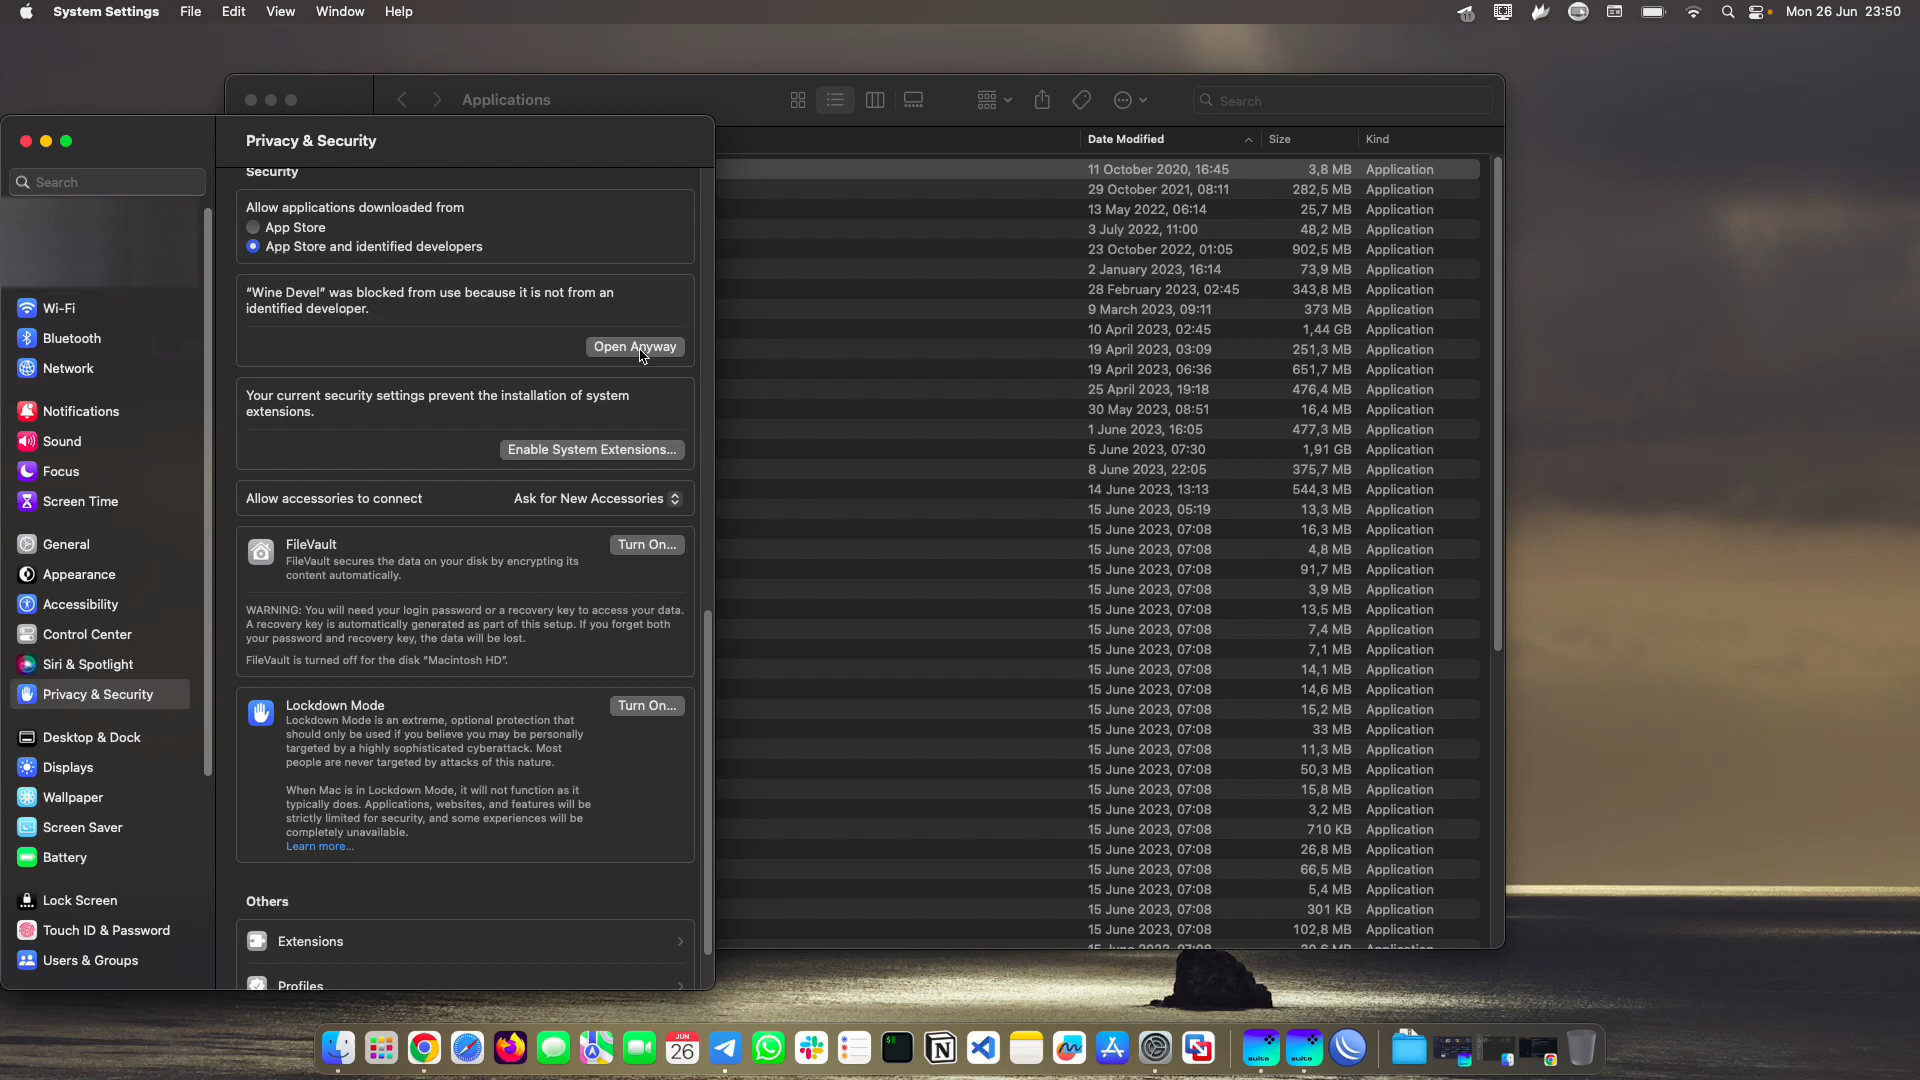 System Settings File Edit View Window Help
11
Mon 26 Jun 23:50
Applications
Search
Date Modified Size Kind
11 October 2020, 16:45 3,8 MB Application
29 October 2021, 08:11 282,5 MB Application
13 May 2022, 06:14 25,7 MB Application
3 July 2022, 11:00 48,2 MB Application
23 October 2022, 01:05 902,5 MB Application
2 January 2023, 16:14 73,9 MB Application
28 February 2023, 02:45 343,8 MB Application
9 March 2023, 09:11 373 MB Application
10 April 2023, 02:45 1,44 GB Application
19 April 2023, 03:09 251,3 MB Application
19 April 2023, 06:36 651,7 MB Application
25 April 2023, 19:18 476,4 MB Application
30 May 2023, 08:51 16,4 MB Application
1 June 2023, 16:05 477,3 MB Application
5 June 2023, 07:30 1,91 GB Application
8 June 2023, 22:05 375,7 MB Application
14 June 2023, 13:13 544,3 MB Application
15 June 2023, 05:19 13,3 MB Application
15 June 2023, 07:08 16,3 MB Application
15 June 2023, 07:08 4,8 MB Application
15 June 2023, 07:08 91,7 MB Application
15 June 2023, 07:08 3,9 MB Application
15 June 2023, 07:08 13,5 MB Application
15 June 2023, 07:08 7,4 MB Application
15 June 2023, 07:08 7,1 MB Application
15 June 2023, 07:08 14,1 MB Application
15 June 2023, 07:08 14,6 MB Application
15 June 2023, 07:08 15,2 MB Application
15 June 2023, 07:08 33 MB Application
15 June 2023, 07:08 11,3 MB Application
15 June 2023, 07:08 50,3 MB Application
15 June 2023, 07:08 15,8 MB Application
15 June 2023, 07:08 3,2 MB Application
15 June 2023, 07:08 710 KB Application
15 June 2023, 07:08 26,8 MB Application
15 June 2023, 07:08 66,5 MB Application
15 June 2023, 07:08 5,4 MB Application
15 June 2023, 07:08 301 KB Application
15 June 2023, 07:08 102,8 MB Application
15 June 2023, 07:08 Application
Search
Wi-Fi
Bluetooth
Network
Notifications
Sound
Focus
Screen Time
General
Appearance
Accessibility
Control Center
Siri & Spotlight
Privacy & Security
Desktop & Dock
Displays
Wallpaper
Screen Saver
Battery
Lock Screen
Touch ID & Password
Users & Groups
Privacy & Security
Security
Allow applications downloaded from
App Store
App Store and identified developers
“Wine Devel” was blocked from use because it is not from an
identified developer.
Open Anyway
Your current security settings prevent the installation of system
extensions.
Enable System Extensions...
Allow accessories to connect Ask for New Accessories
FileVault Turn On...
FileVault secures the data on your disk by encrypting its
content automatically.
WARNING: You will need your login password or a recovery key to access your data.
A recovery key is automatically generated as part of this setup. If you forget both
your password and recovery key, the data will be lost.
FileVault is turned off for the disk “Macintosh HD”.
Lockdown Mode Turn On...
Lockdown Mode is an extreme, optional protection that
should only be used if you believe you may be personally
targeted by a highly sophisticated cyberattack. Most
people are never targeted by attacks of this nature.
When Mac is in Lockdown Mode, it will not function as it
typically does. Applications, websites, and features will be
strictly limited for security, and some experiences will be
completely unavailable.
Learn more...
Others
Extensions
Profiles
JUN
26
suite
suite